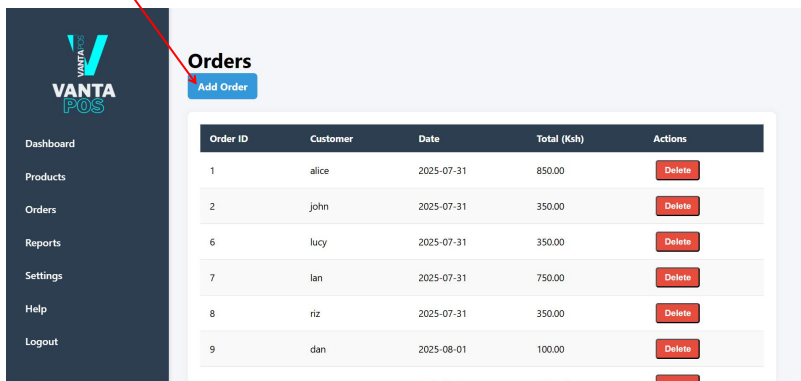 VANTAPOS
VANTA
POS
Dashboard
Products
Orders
Reports
Settings
Help
Logout
Orders
Add Order
Order ID Customer Date Total (Ksh) Actions
1 alice 2025-07-31 850.00 Delete
2 john 2025-07-31 350.00 Delete
6 lucy 2025-07-31 350.00 Delete
7 lan 2025-07-31 750.00 Delete
8 riz 2025-07-31 350.00 Delete
9 dan 2025-08-01 100.00 Delete